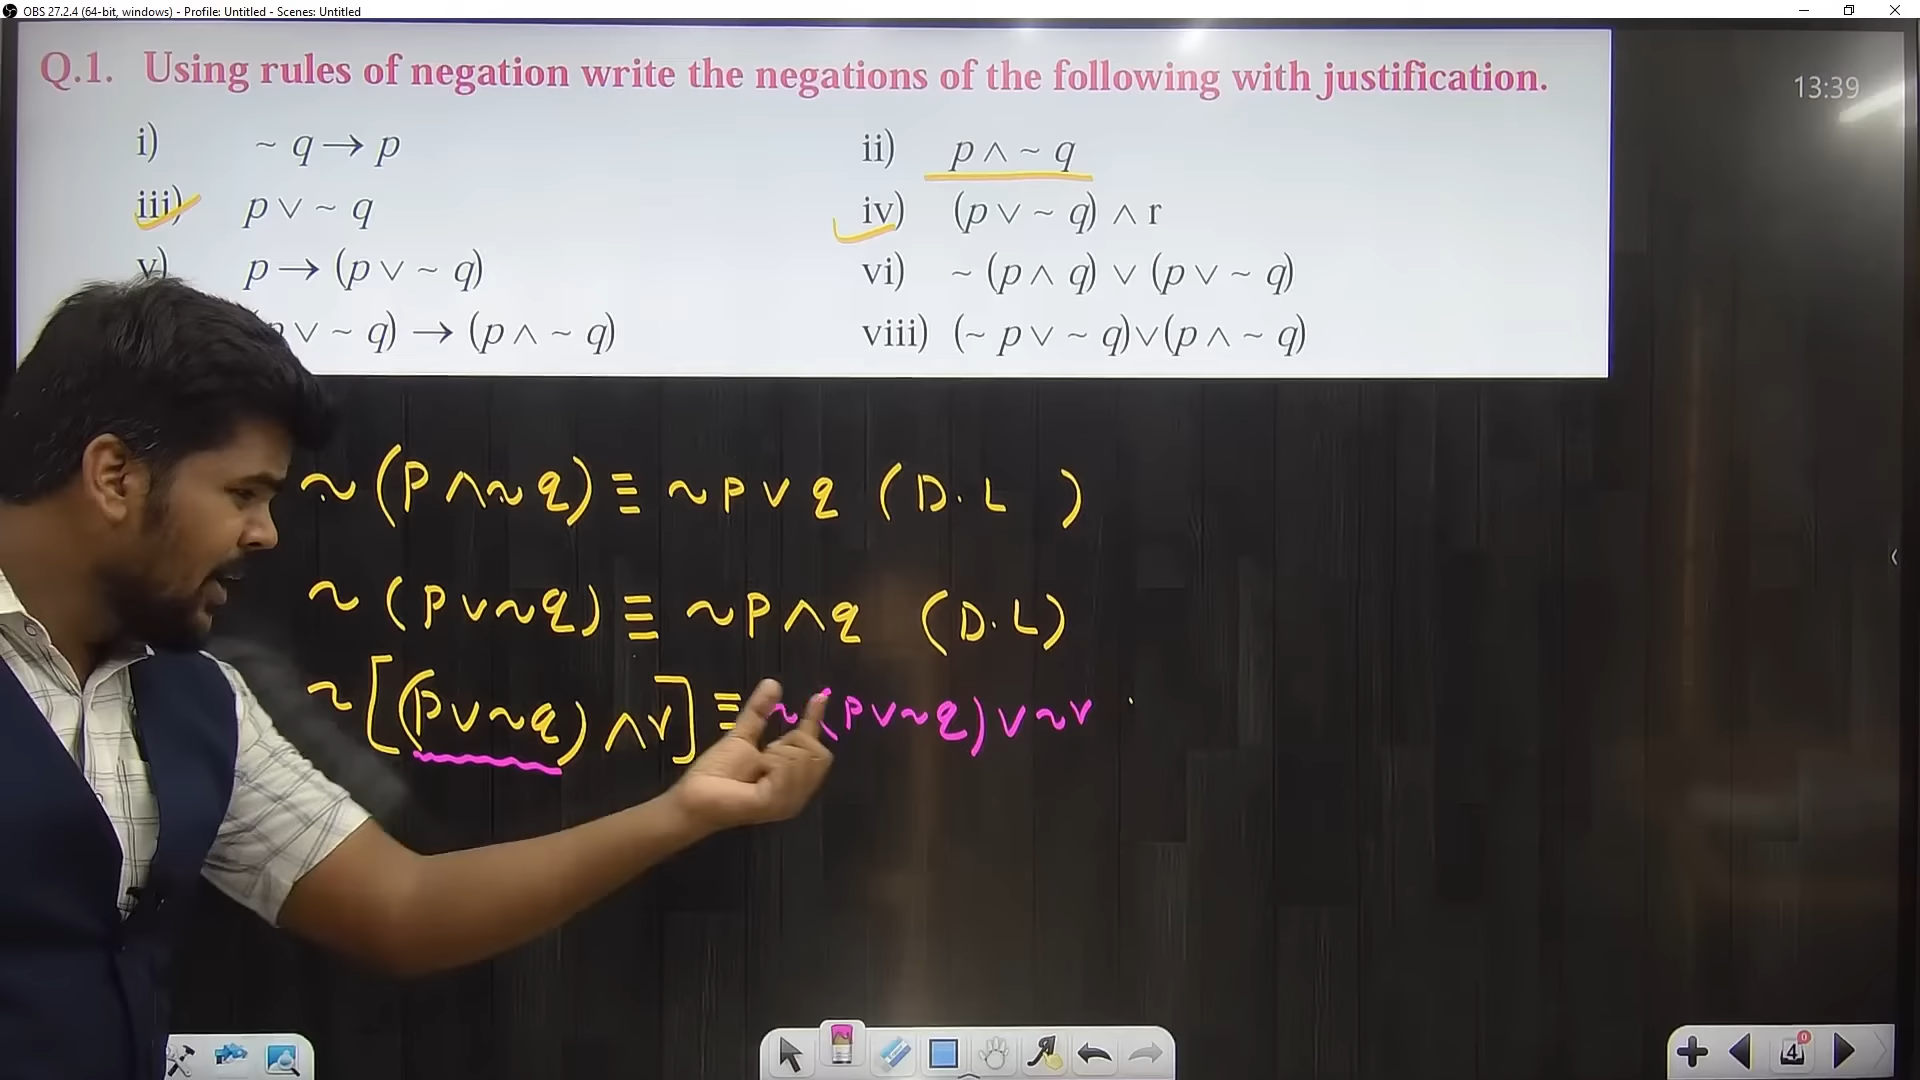 OBS 27.2.4 (64-bit, windows) - Profile: Untitled - Scenes: Untitled
Q.1. Using rules of negation write the negations of the following with justification.
13:39
i) ~ q → p
ii) p ∧ ~ q
iii) p ∨ ~ q
iv) (p ∨ ~ q) ∧ r
v) p → (p ∨ ~ q)
vi) ~ (p ∧ q) ∨ (p ∨ ~ q)
∨ ~ q) → (p ∧ ~ q)
viii) (~ p ∨ ~ q)∨(p ∧ ~ q)
~ (p ∧ ~ q) ≡ ~ p ∨ q (D.L )
~ (p ∨ ~ q) ≡ ~ p ∧ q (D.L)
~ [(p ∨ ~ q) ∧ r] ≡ ~ (p ∨ ~ q) ∨ ~ r
4
0